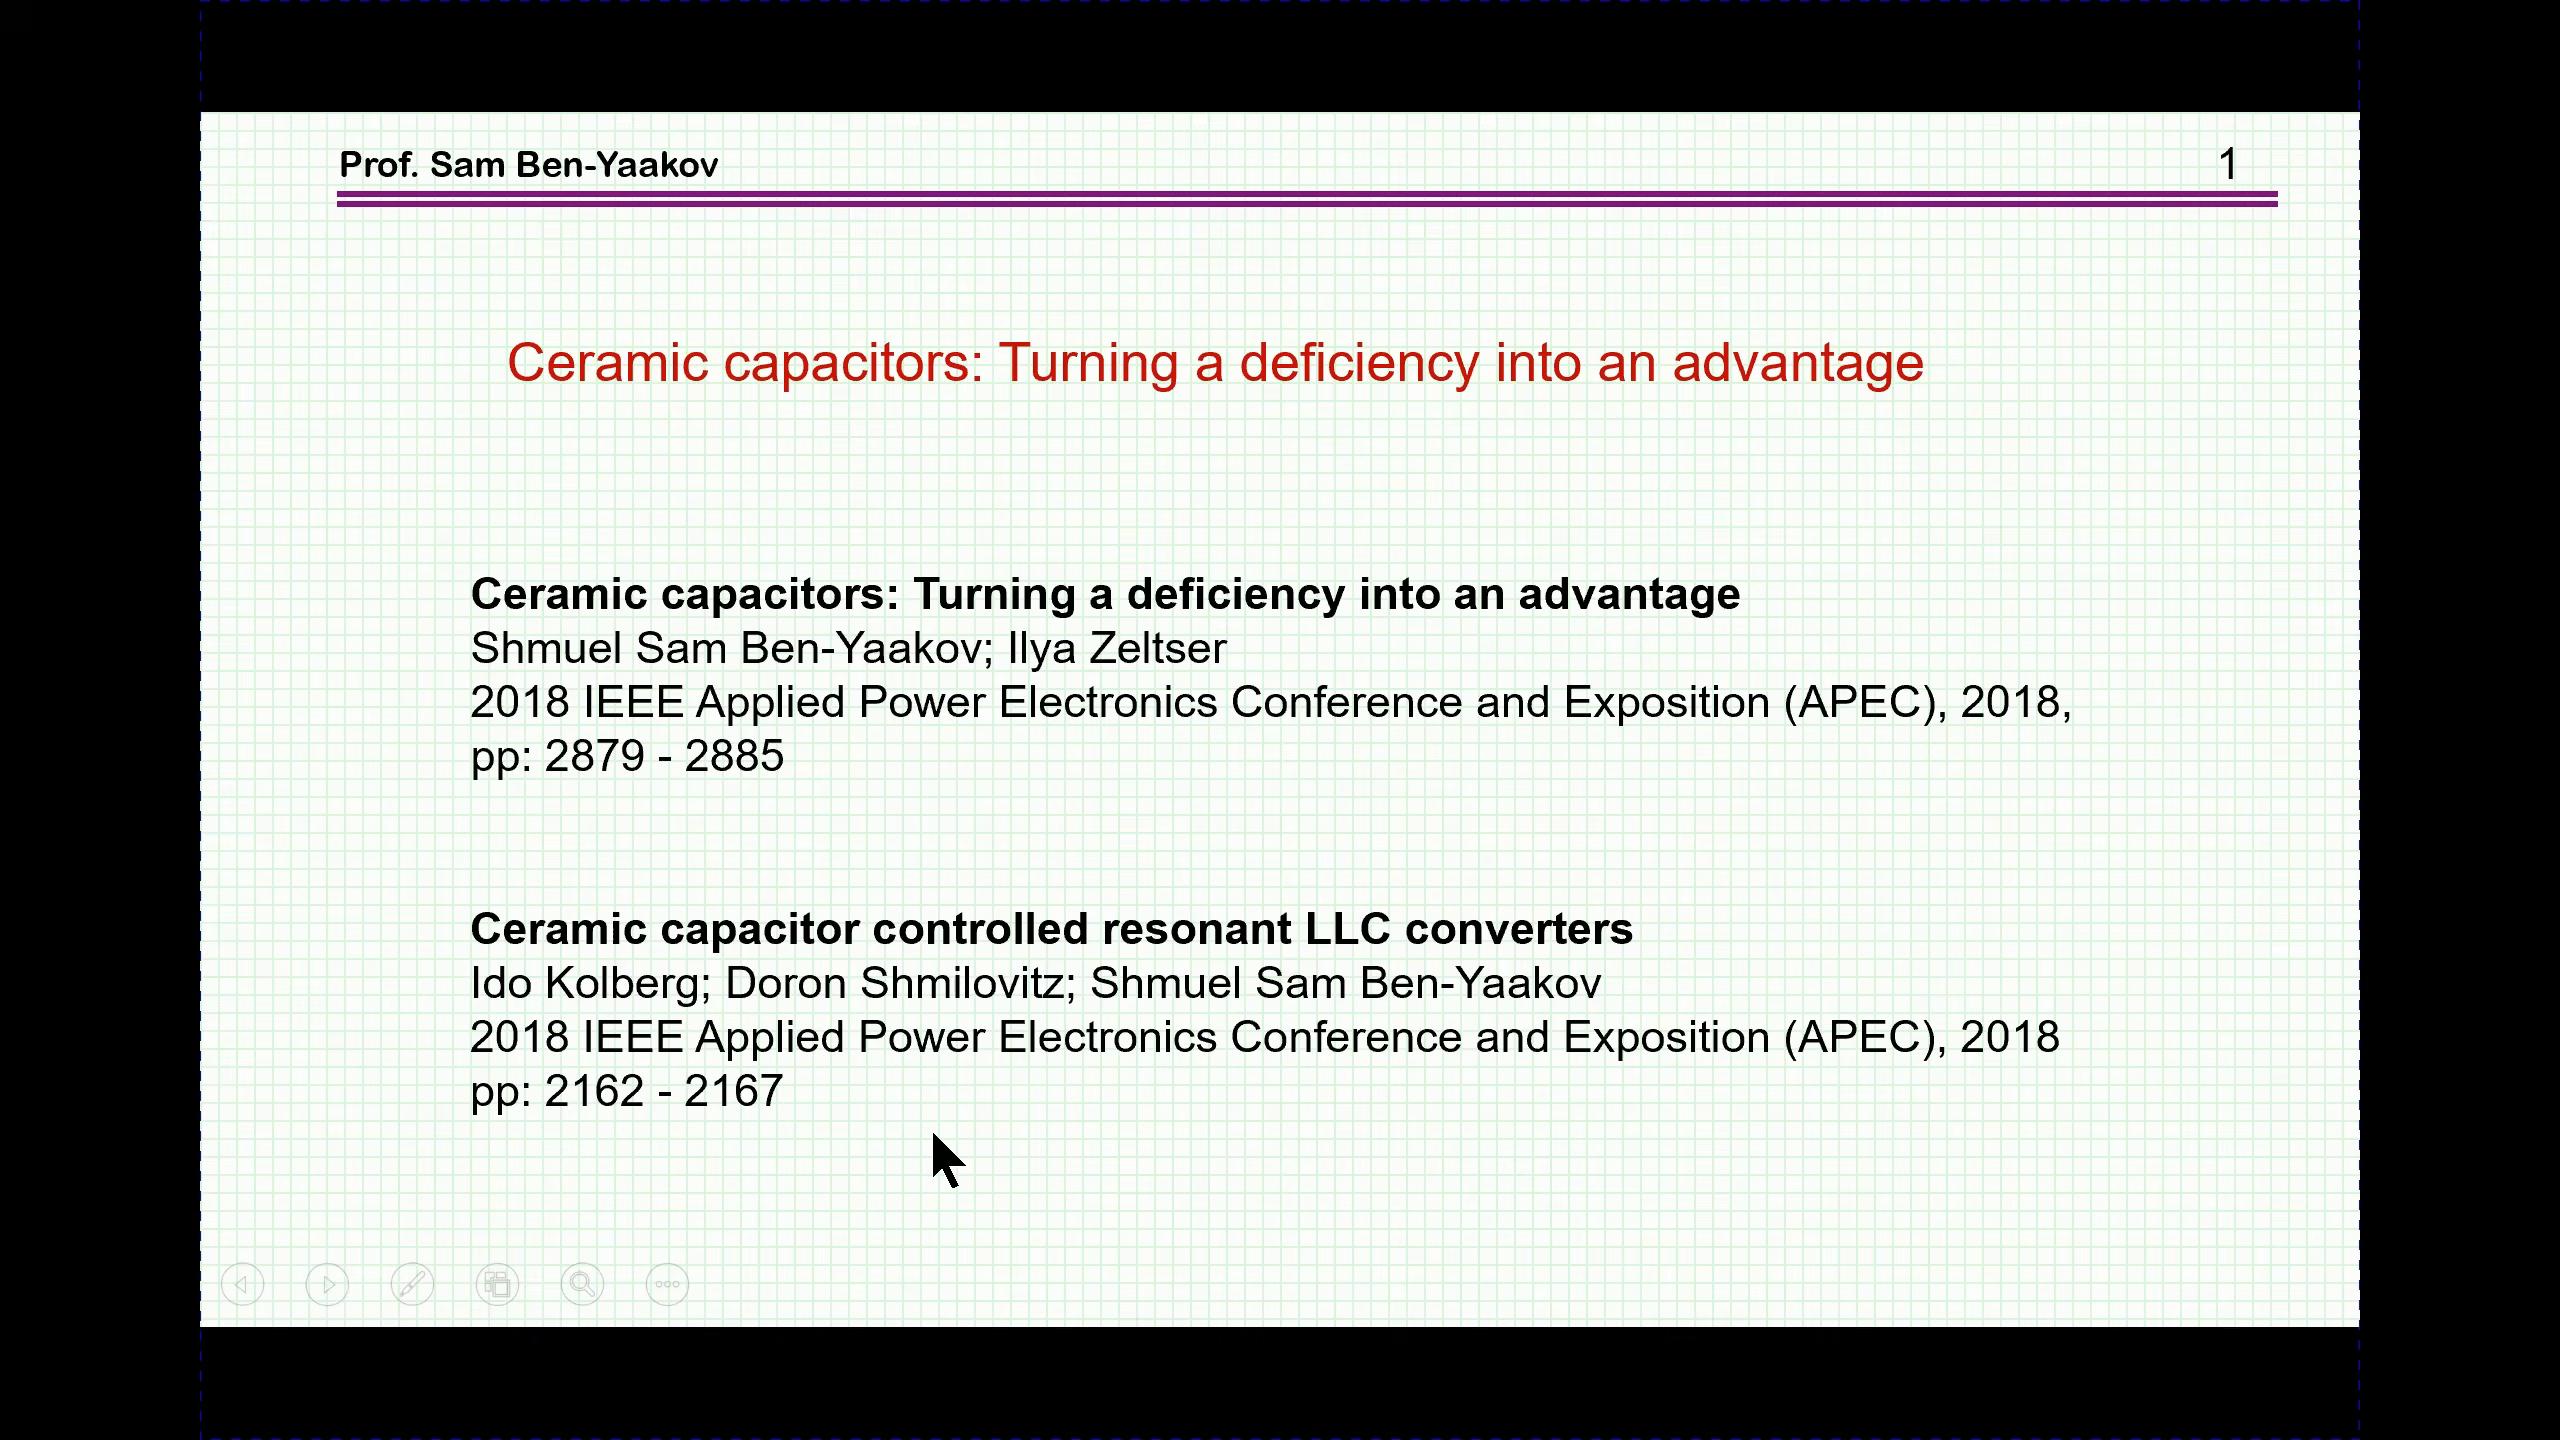 Prof. Sam Ben-Yaakov
1
Ceramic capacitors: Turning a deficiency into an advantage
Ceramic capacitors: Turning a deficiency into an advantage
Shmuel Sam Ben-Yaakov; Ilya Zeltser
2018 IEEE Applied Power Electronics Conference and Exposition (APEC), 2018,
pp: 2879 - 2885
Ceramic capacitor controlled resonant LLC converters
Ido Kolberg; Doron Shmilovitz; Shmuel Sam Ben-Yaakov
2018 IEEE Applied Power Electronics Conference and Exposition (APEC), 2018
pp: 2162 - 2167